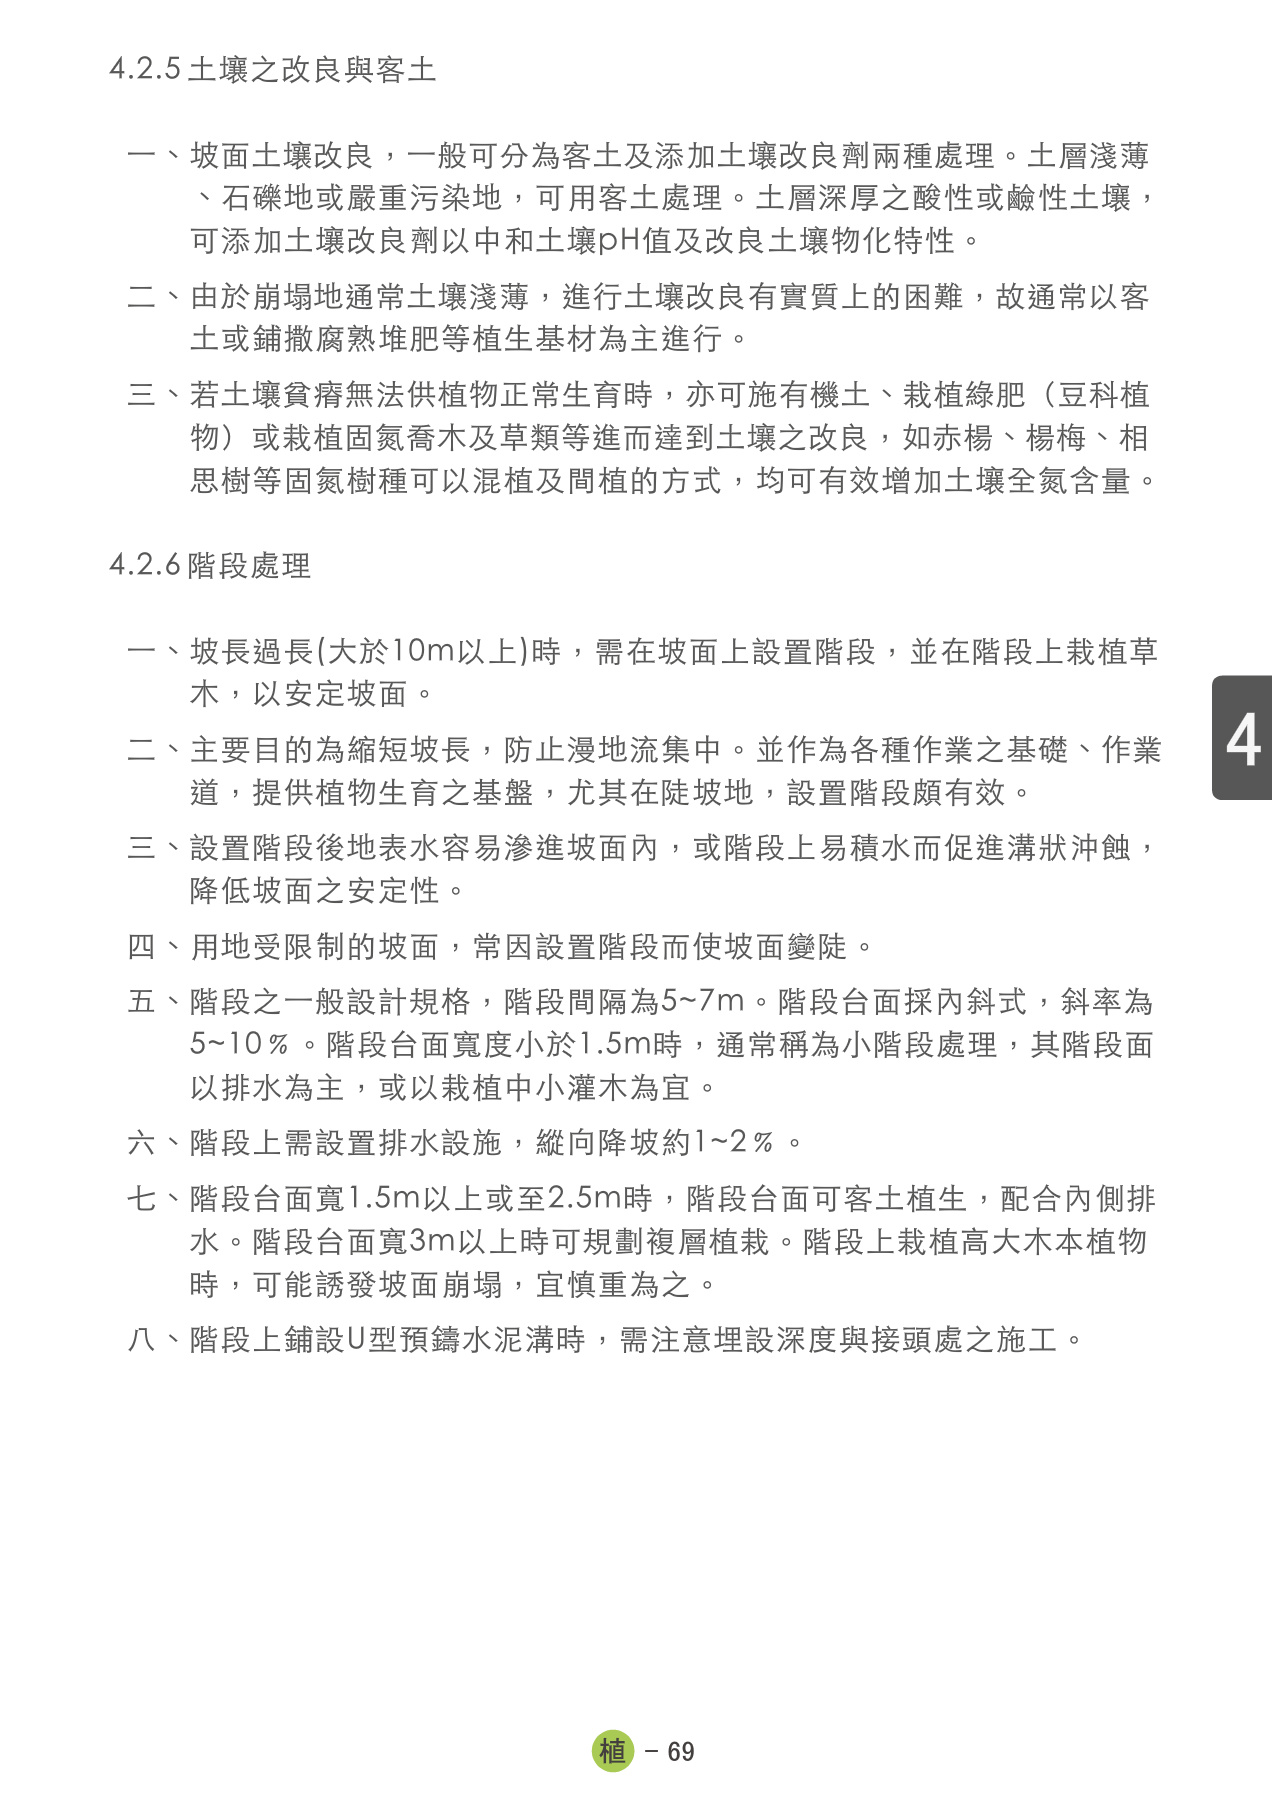 4.2.5 土壤之改良與客土
一、坡面土壤改良，一般可分為客土及添加土壤改良劑兩種處理。土層淺薄
、石礫地或嚴重污染地，可用客土處理。土層深厚之酸性或鹼性土壤，
可添加土壤改良劑以中和土壤pH值及改良土壤物化特性。
二、由於崩塌地通常土壤淺薄，進行土壤改良有實質上的困難，故通常以客
土或鋪撒腐熟堆肥等植生基材為主進行。
三、若土壤貧瘠無法供植物正常生育時，亦可施有機土、栽植綠肥（豆科植
物）或栽植固氮喬木及草類等進而達到土壤之改良，如赤楊、楊梅、相
思樹等固氮樹種可以混植及間植的方式，均可有效增加土壤全氮含量。
4.2.6 階段處理
一、坡長過長(大於10m以上)時，需在坡面上設置階段，並在階段上栽植草
木，以安定坡面。
二、主要目的為縮短坡長，防止漫地流集中。並作為各種作業之基礎、作業
道，提供植物生育之基盤，尤其在陡坡地，設置階段頗有效。
三、設置階段後地表水容易滲進坡面內，或階段上易積水而促進溝狀沖蝕，
降低坡面之安定性。
四、用地受限制的坡面，常因設置階段而使坡面變陡。
五、階段之一般設計規格，階段間隔為5~7m。階段台面採內斜式，斜率為
5~10％。階段台面寬度小於1.5m時，通常稱為小階段處理，其階段面
以排水為主，或以栽植中小灌木為宜。
六、階段上需設置排水設施，縱向降坡約1~2％。
七、階段台面寬1.5m以上或至2.5m時，階段台面可客土植生，配合內側排
水。階段台面寬3m以上時可規劃複層植栽。階段上栽植高大木本植物
時，可能誘發坡面崩塌，宜慎重為之。
八、階段上鋪設U型預鑄水泥溝時，需注意埋設深度與接頭處之施工。
4
植 – 69